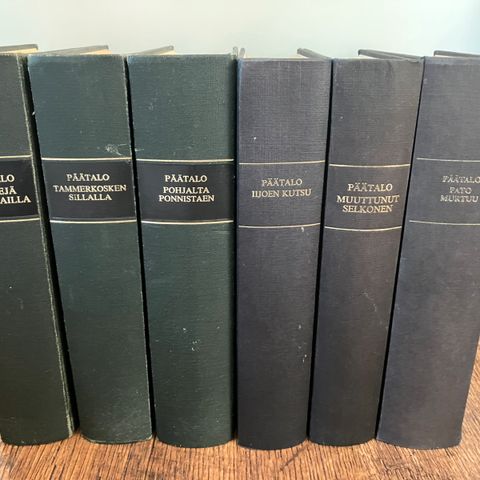 PÄÄTALO
TAMMERKOSKEN
SILLALLA
PÄÄTALO
POHJALTA
PONNISTAEN
PÄÄTALO
IIJOEN KUTSU
PÄÄTALO
MUUTTUNUT
SELKONEN
PÄÄTALO
PATO
MURTUU